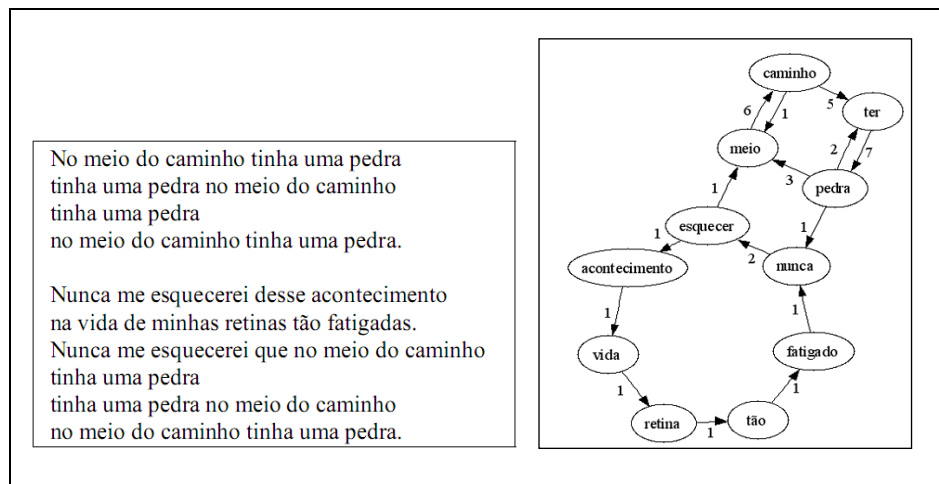 No meio do caminho tinha uma pedra
tinha uma pedra no meio do caminho
tinha uma pedra
no meio do caminho tinha uma pedra.
Nunca me esquecerei desse acontecimento
na vida de minhas retinas tão fatigadas.
Nunca me esquecerei que no meio do caminho
tinha uma pedra
tinha uma pedra no meio do caminho
no meio do caminho tinha uma pedra.
caminho
6
1
5
ter
meio
2
7
1
3
pedra
esquecer
1
1
acontecimento
2
nunca
1
1
vida
fatigado
1
1
retina
1
tão